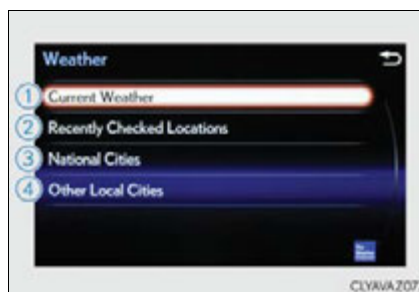 Weather
1 Current Weather
2 Recently Checked Locations
3 National Cities
4 Other Local Cities
CLYAVAZ07